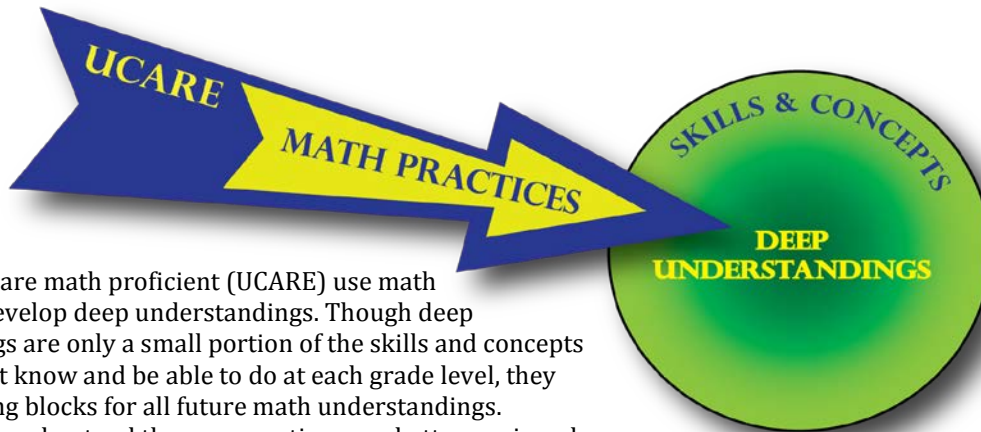 UCARE
MATH PRACTICES
SKILLS & CONCEPTS
DEEP
UNDERSTANDINGS
are math proficient (UCARE) use math
develop deep understandings. Though deep
are only a small portion of the skills and concepts
know and be able to do at each grade level, they
blocks for all future math understandings.